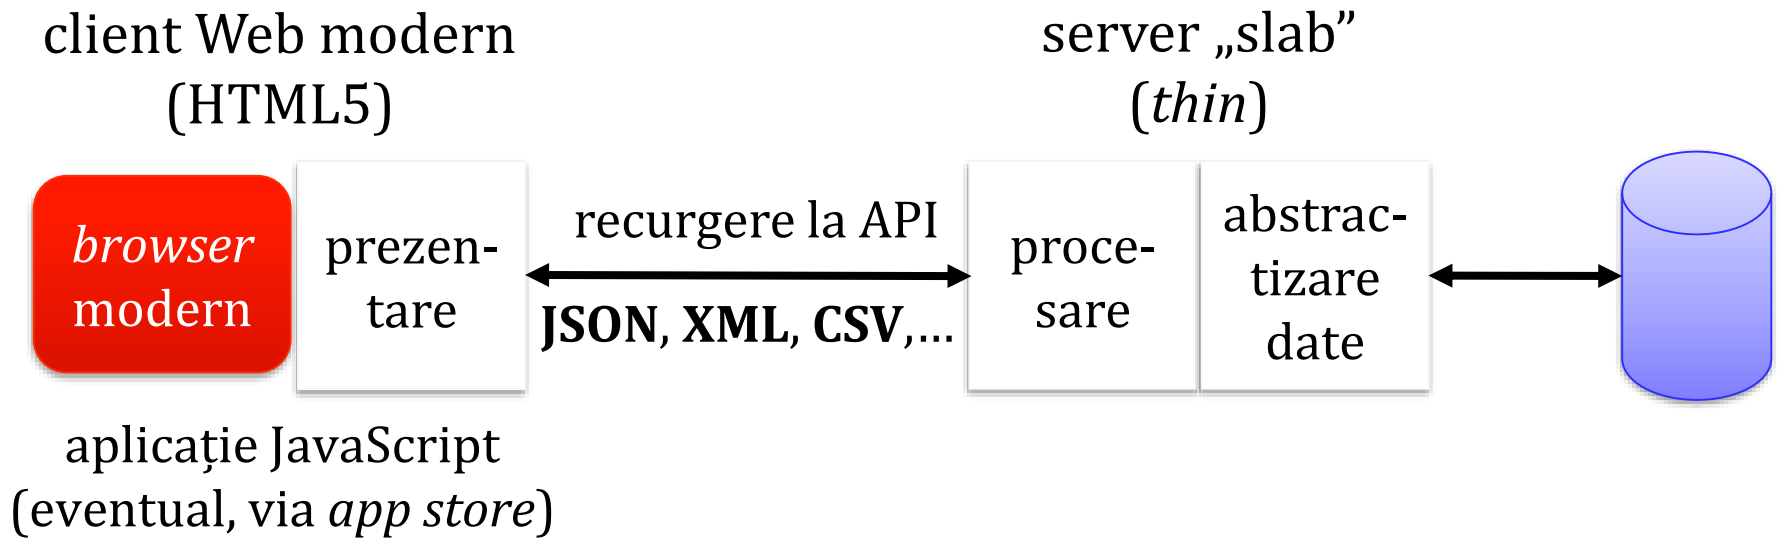 client Web modern
(HTML5)
server „slab”
(thin)
browser
modern
prezen-
tare
recurgere la API
JSON, XML, CSV,…
proce-
sare
abstrac-
tizare
date
aplicație JavaScript
(eventual, via app store)